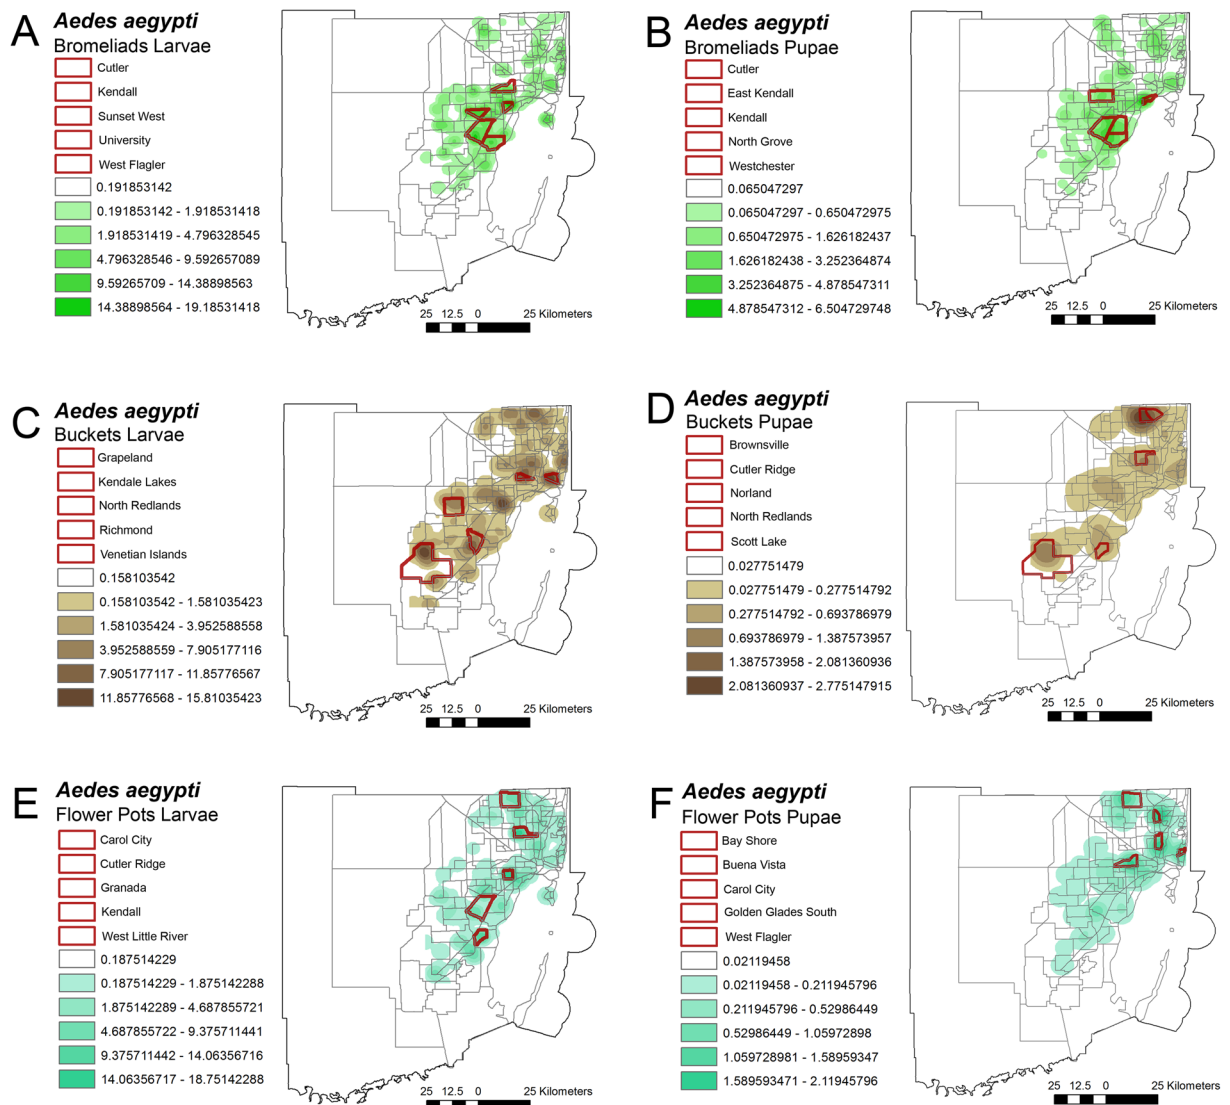 A
Aedes aegypti
Bromeliads Larvae
Cutler
Kendall
Sunset West
University
West Flagler
0.191853142
0.191853142 - 1.918531418
1.918531419 - 4.796328545
4.796328546 - 9.592657089
9.59265709 - 14.38898563
14.38898564 - 19.18531418
25 12.5 0 25 Kilometers
B
Aedes aegypti
Bromeliads Pupae
Cutler
East Kendall
Kendall
North Grove
Westchester
0.065047297
0.065047297 - 0.650472975
0.650472975 - 1.626182437
1.626182438 - 3.252364874
3.252364875 - 4.878547311
4.878547312 - 6.504729748
25 12.5 0 25 Kilometers
C
Aedes aegypti
Buckets Larvae
Grapeland
Kendale Lakes
North Redlands
Richmond
Venetian Islands
0.158103542
0.158103542 - 1.581035423
1.581035424 - 3.952588558
3.952588559 - 7.905177116
7.905177117 - 11.85776567
11.85776568 - 15.81035423
25 12.5 0 25 Kilometers
D
Aedes aegypti
Buckets Pupae
Brownsville
Cutler Ridge
Norland
North Redlands
Scott Lake
0.027751479
0.027751479 - 0.277514792
0.277514792 - 0.693786979
0.693786979 - 1.387573957
1.387573958 - 2.081360936
2.081360937 - 2.775147915
25 12.5 0 25 Kilometers
E
Aedes aegypti
Flower Pots Larvae
Carol City
Cutler Ridge
Granada
Kendall
West Little River
0.187514229
0.187514229 - 1.875142288
1.875142289 - 4.687855721
4.687855722 - 9.375711441
9.375711442 - 14.06356716
14.06356717 - 18.75142288
25 12.5 0 25 Kilometers
F
Aedes aegypti
Flower Pots Pupae
Bay Shore
Buena Vista
Carol City
Golden Glades South
West Flagler
0.02119458
0.02119458 - 0.211945796
0.211945796 - 0.52986449
0.52986449 - 1.05972898
1.059728981 - 1.58959347
1.589593471 - 2.11945796
25 12.5 0 25 Kilometers